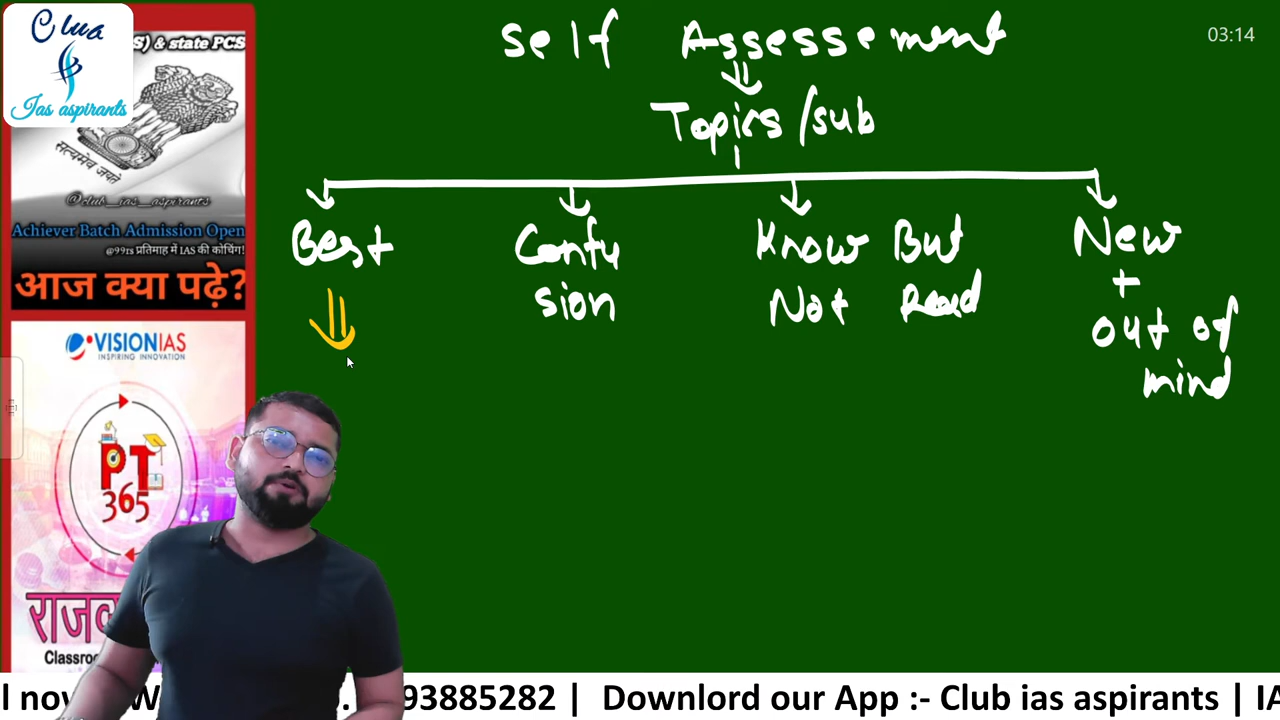 Clua
Ias aspirants
S) & state PCS
सत्यमेव जयते
@club_ias_aspirants
Achiever Batch Admission Open
@99rs प्रतिमाह में IAS की कोचिंग!
आज क्या पढ़े?
VISIONIAS
INSPIRING INNOVATION
PT
365
Classroo
03:14
Self Assessement
Topics/sub
Best
Confu
sion
Know But
Not Read
New
+
out of
mind
93885282 | Downlord our App :- Club ias aspirants | IA